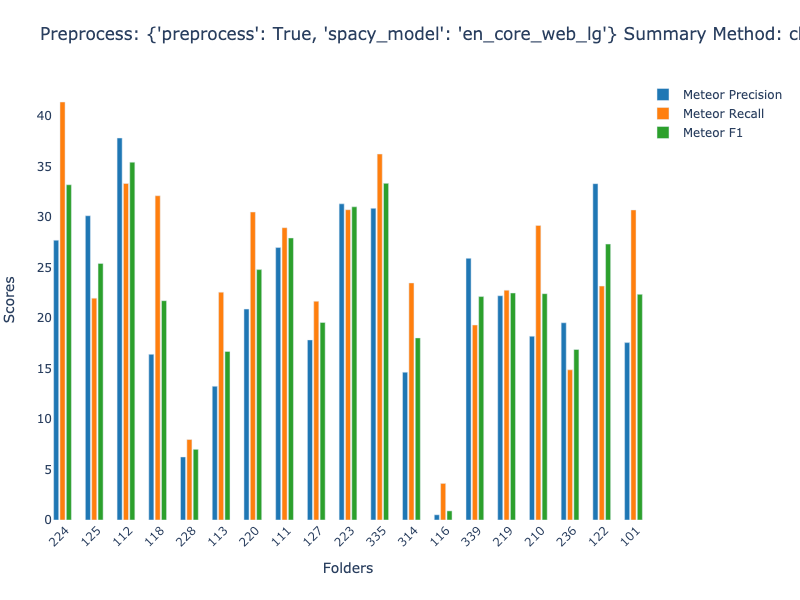 Preprocess: {'preprocess': True, 'spacy_model': 'en_core_web_lg'} Summary Method:
Meteor Precision
Meteor Recall
Meteor F1
40
35
30
25
20
15
10
5
0
Scores
224 125 112 118 228 113 220 111 127 223 335 314 116 339 219 210 236 122 101
Folders